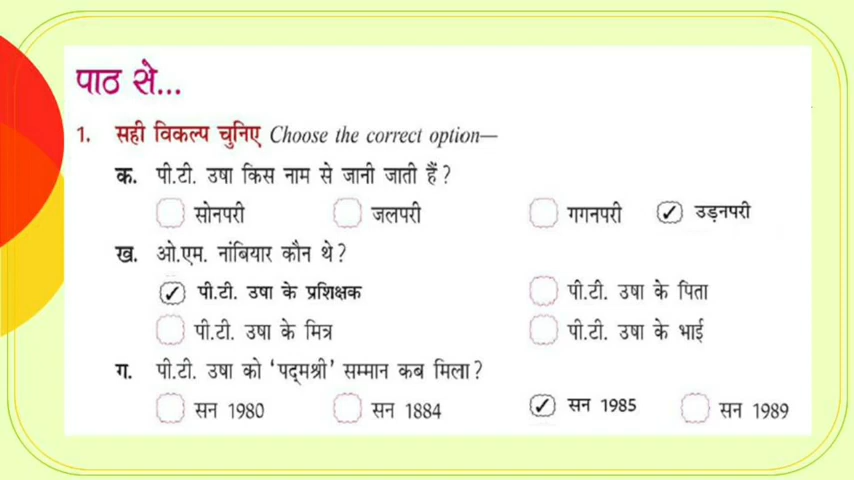 पाठ से...
1. सही विकल्प चुनिए Choose the correct option—
क. पी.टी. उषा किस नाम से जानी जाती हैं?
सोनपरी जलपरी गगनपरी ✓ उड़नपरी
ख. ओ.एम. नांबियार कौन थे?
✓ पी.टी. उषा के प्रशिक्षक पी.टी. उषा के पिता
पी.टी. उषा के मित्र पी.टी. उषा के भाई
ग. पी.टी. उषा को ‘पद्मश्री’ सम्मान कब मिला?
सन 1980 सन 1884 ✓ सन 1985 सन 1989